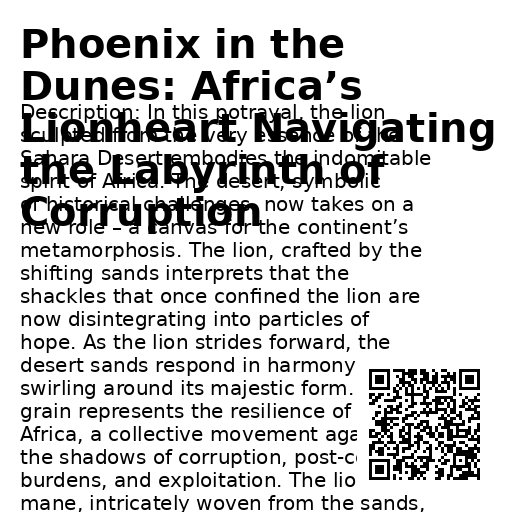 Phoenix in the
Dunes: Africa’s
Lionheart Navigating
the Labyrinth of
Corruption
Description: In this potrayal, the lion
sculpted from the very essence of the
Sahara Desert embodies the indomitable
spirit of Africa. The desert, symbolic
of historical challenges, now takes on a
new role – a canvas for the continent’s
metamorphosis. The lion, crafted by the
shifting sands interprets that the
shackles that once confined the lion are
now disintegrating into particles of
hope. As the lion strides forward, the
desert sands respond in harmony
swirling around its majestic form.
grain represents the resilience of
Africa, a collective movement aga
the shadows of corruption, post-c
burdens, and exploitation. The lio
mane, intricately woven from the sands,